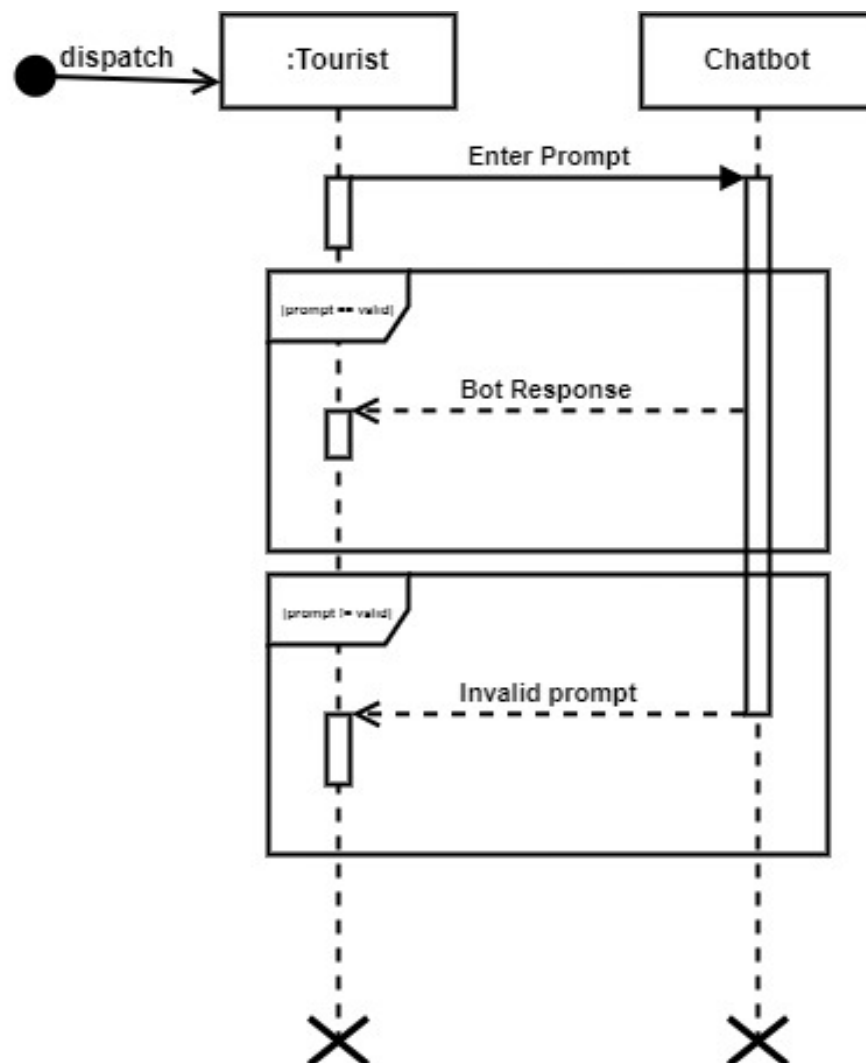 dispatch
:Tourist
Chatbot
Enter Prompt
[prompt == valid]
Bot Response
[prompt != valid]
Invalid prompt